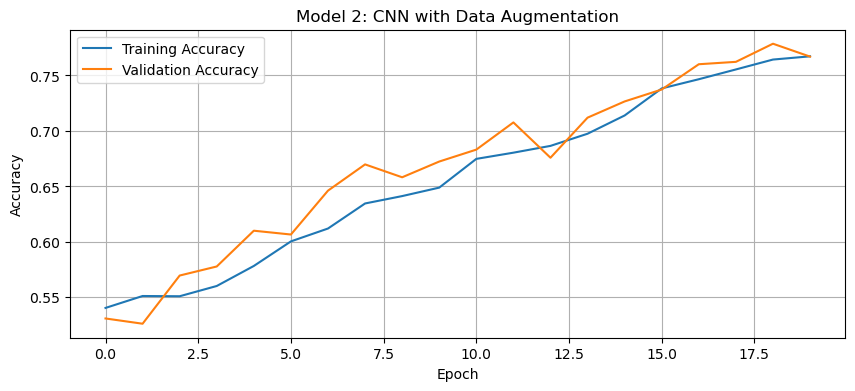 Model 2: CNN with Data Augmentation
Training Accuracy
Validation Accuracy
Accuracy
0.75
0.70
0.65
0.60
0.55
0.0 2.5 5.0 7.5 10.0 12.5 15.0 17.5
Epoch